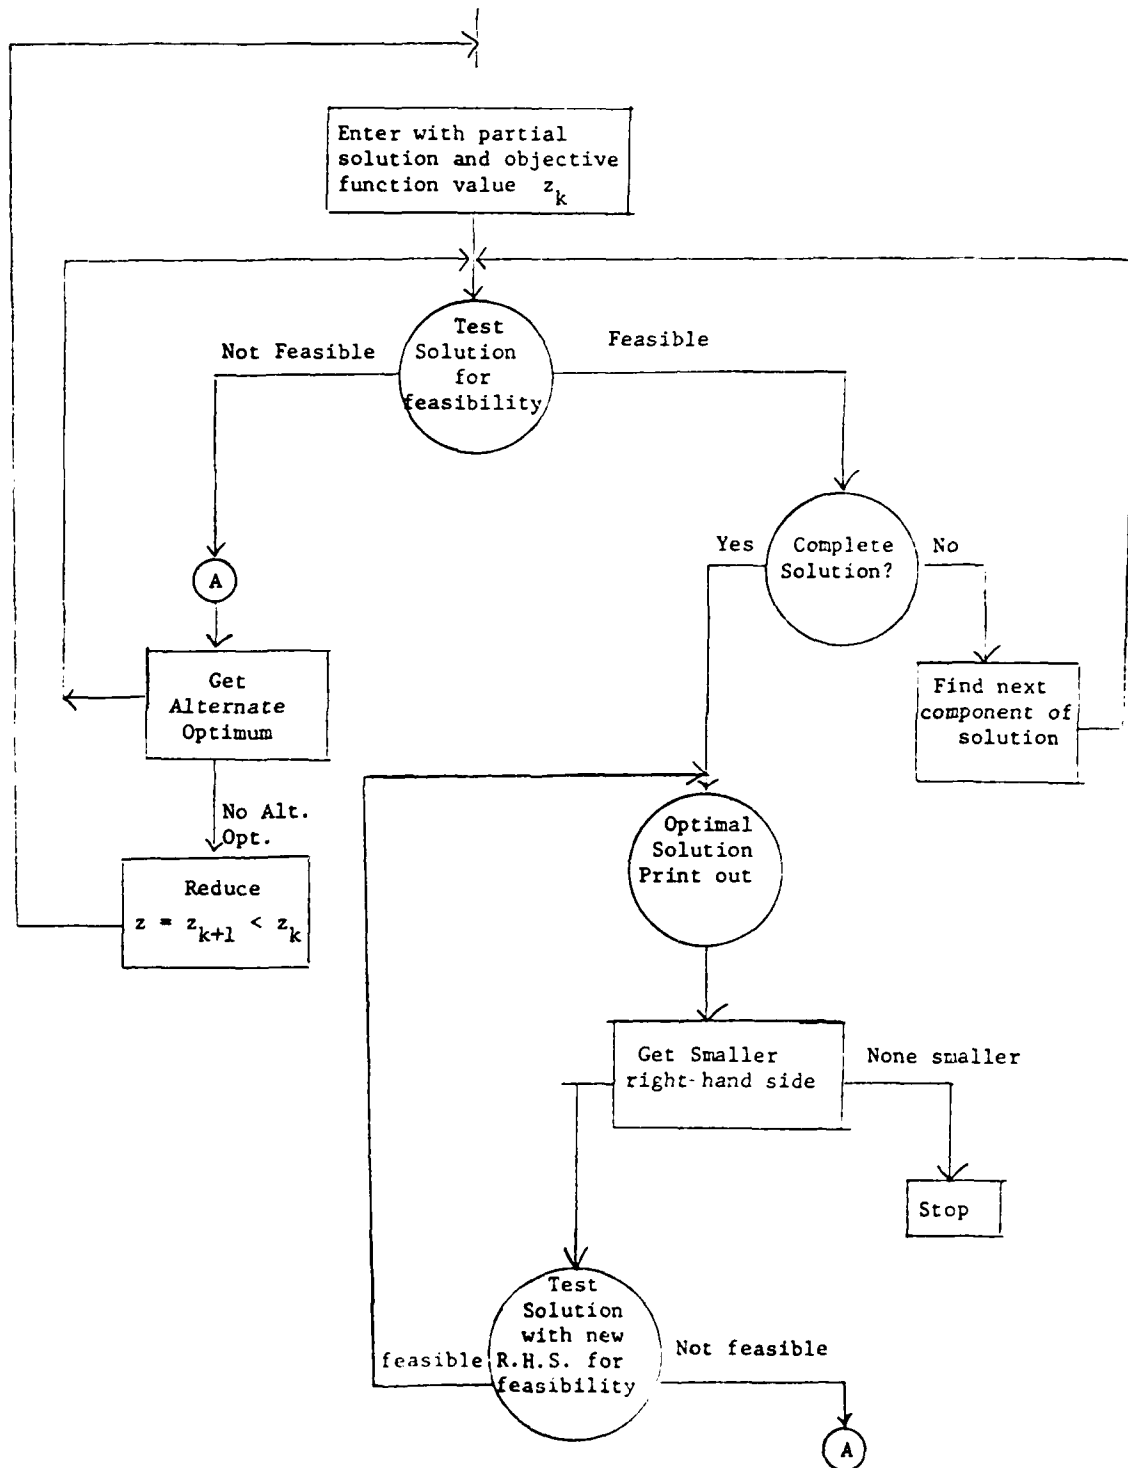 Enter with partial
solution and objective
function value z_k
Test
Solution
for
feasibility
Not Feasible
Feasible
A
Complete
Solution?
Yes
No
Get
Alternate
Optimum
Find next
component of
solution
No Alt.
Opt.
Reduce
z = z_{k+1} < z_k
Optimal
Solution
Print out
Get Smaller
right-hand side
None smaller
Stop
Test
Solution
with new
R.H.S. for
feasibility
feasible
Not feasible
A